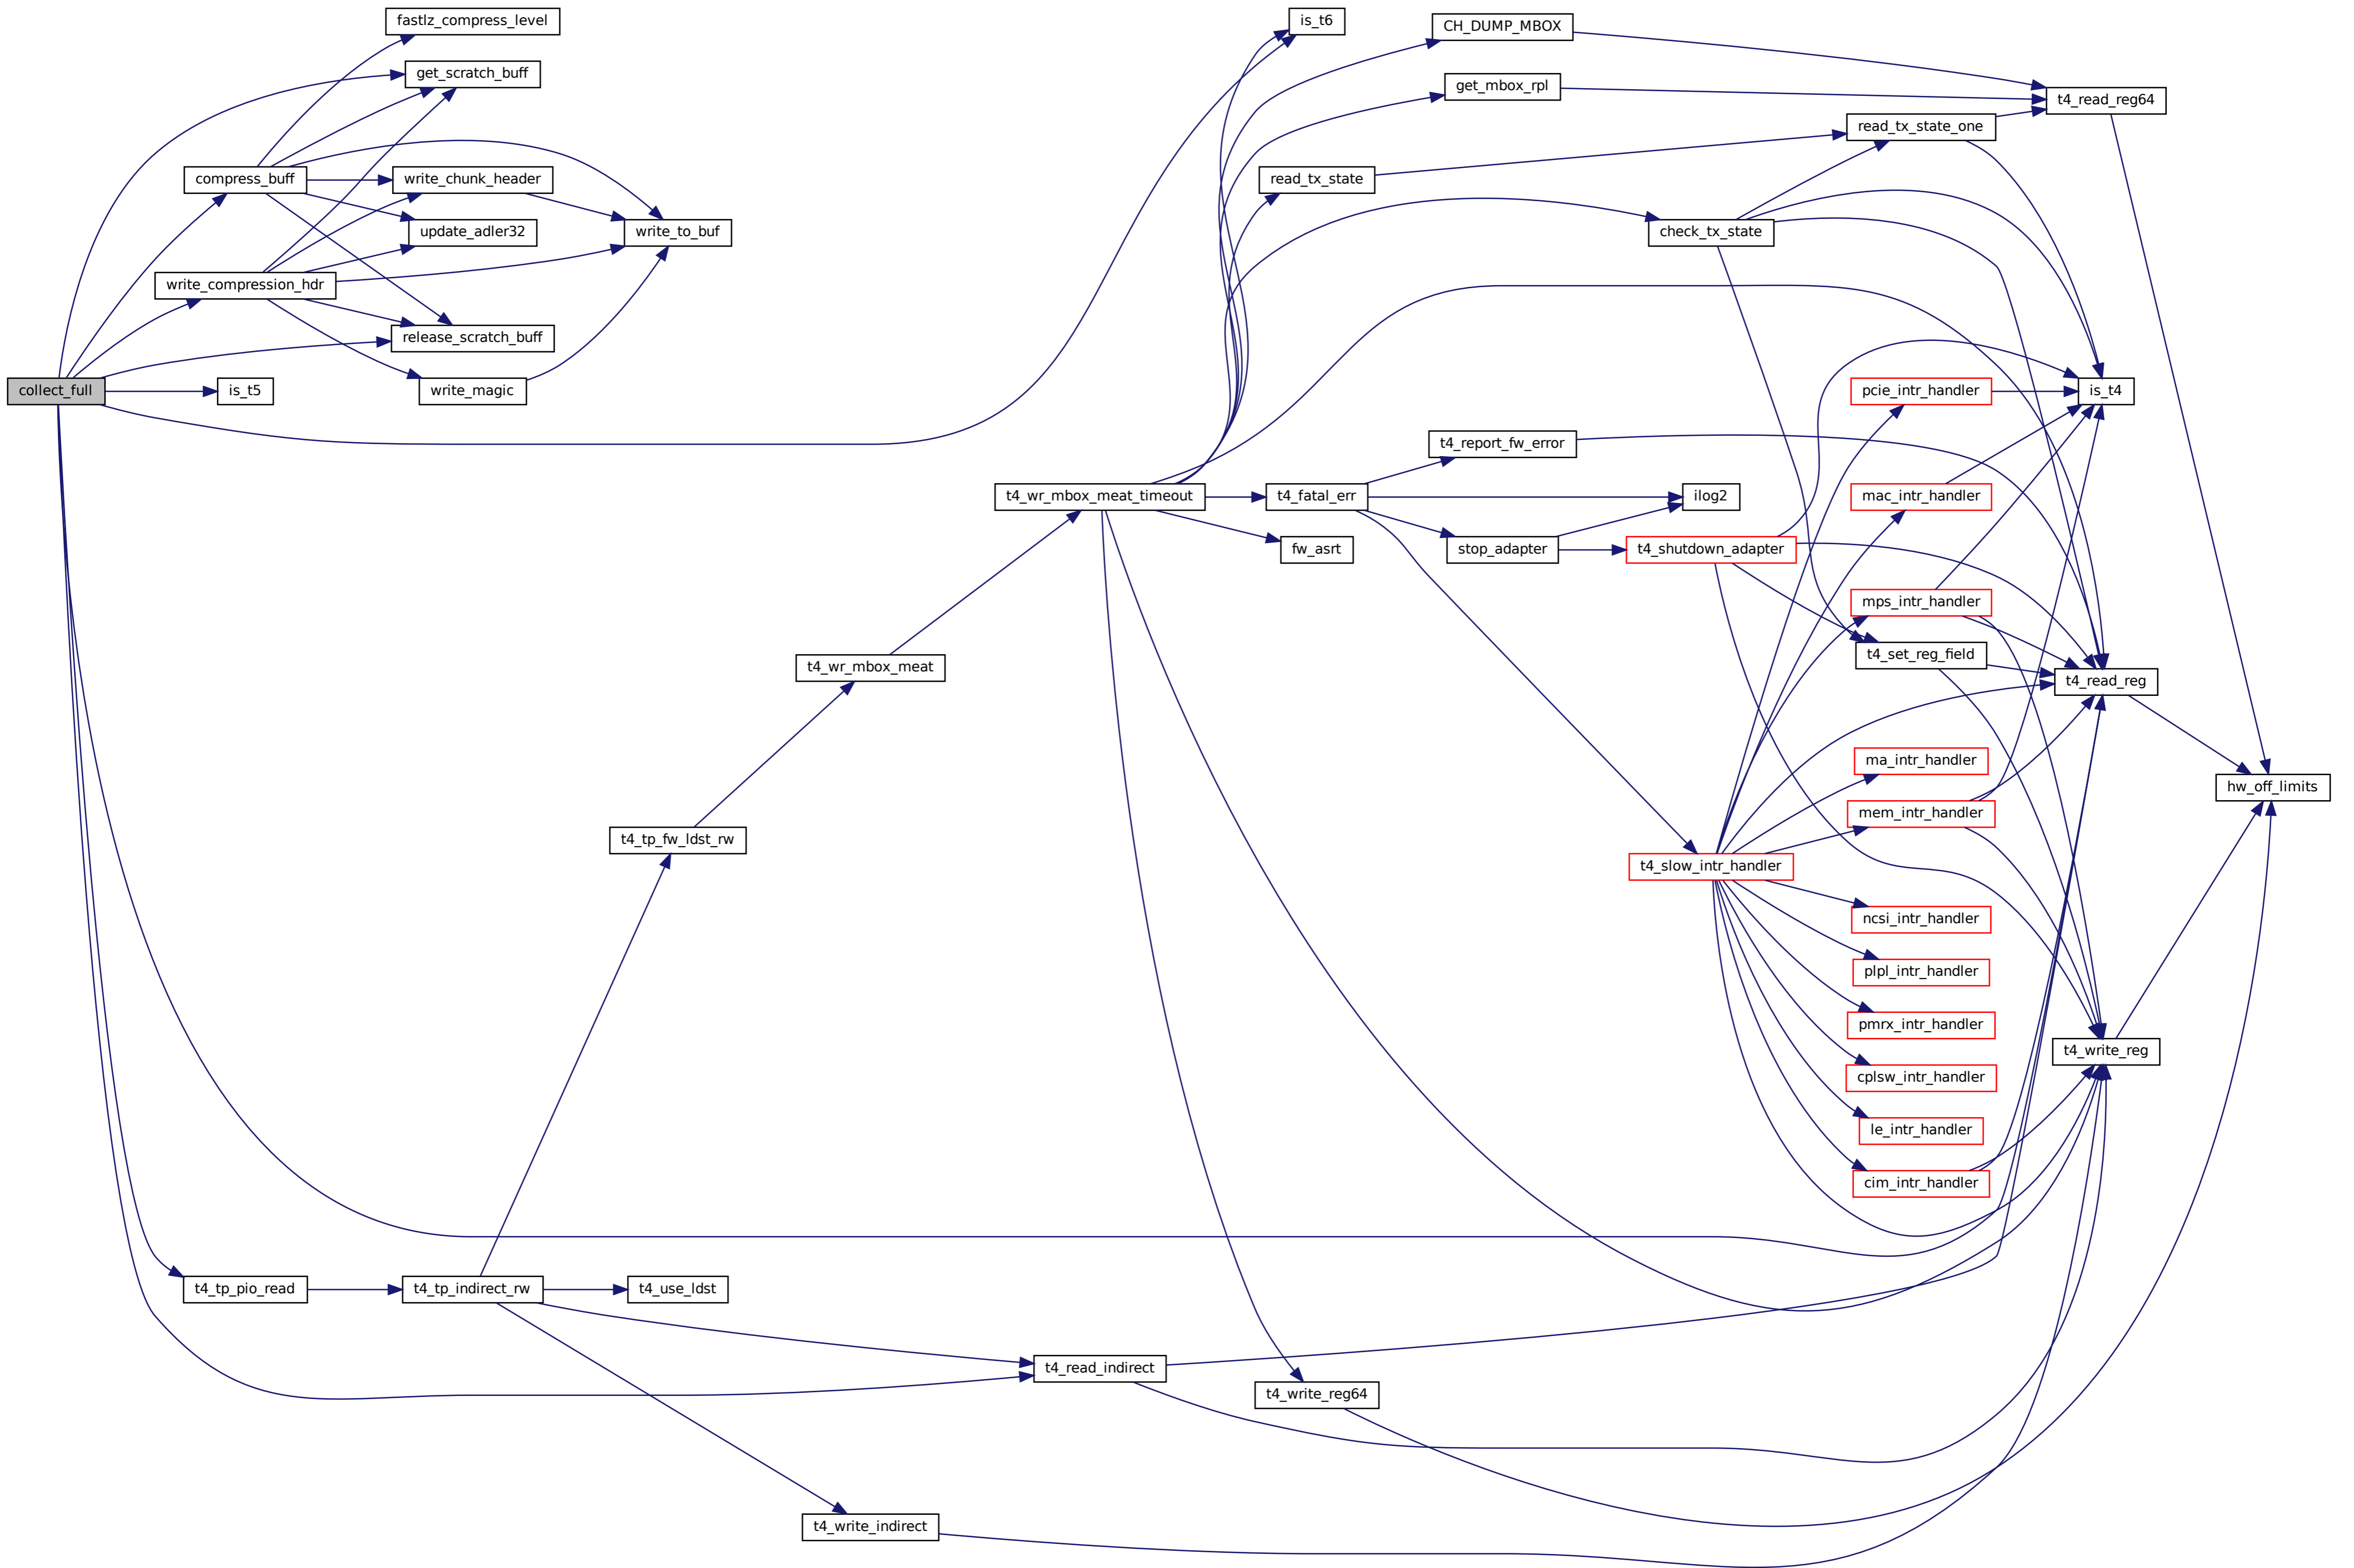 fastlz_compress_level
is_t6
CH_DUMP_MBOX
get_scratch_buff
get_mbox_rpl
t4_read_reg64
read_tx_state_one
compress_buff
write_chunk_header
read_tx_state
update_adler32
write_to_buf
check_tx_state
write_compression_hdr
release_scratch_buff
collect_full
is_t5
write_magic
pcie_intr_handler
is_t4
t4_report_fw_error
t4_wr_mbox_meat_timeout
t4_fatal_err
ilog2
mac_intr_handler
fw_asrt
stop_adapter
t4_shutdown_adapter
mps_intr_handler
t4_wr_mbox_meat
t4_set_reg_field
t4_read_reg
ma_intr_handler
hw_off_limits
mem_intr_handler
t4_tp_fw_ldst_rw
t4_slow_intr_handler
ncsi_intr_handler
plpl_intr_handler
pmrx_intr_handler
t4_write_reg
cplsw_intr_handler
le_intr_handler
cim_intr_handler
t4_tp_pio_read
t4_tp_indirect_rw
t4_use_ldst
t4_read_indirect
t4_write_reg64
t4_write_indirect